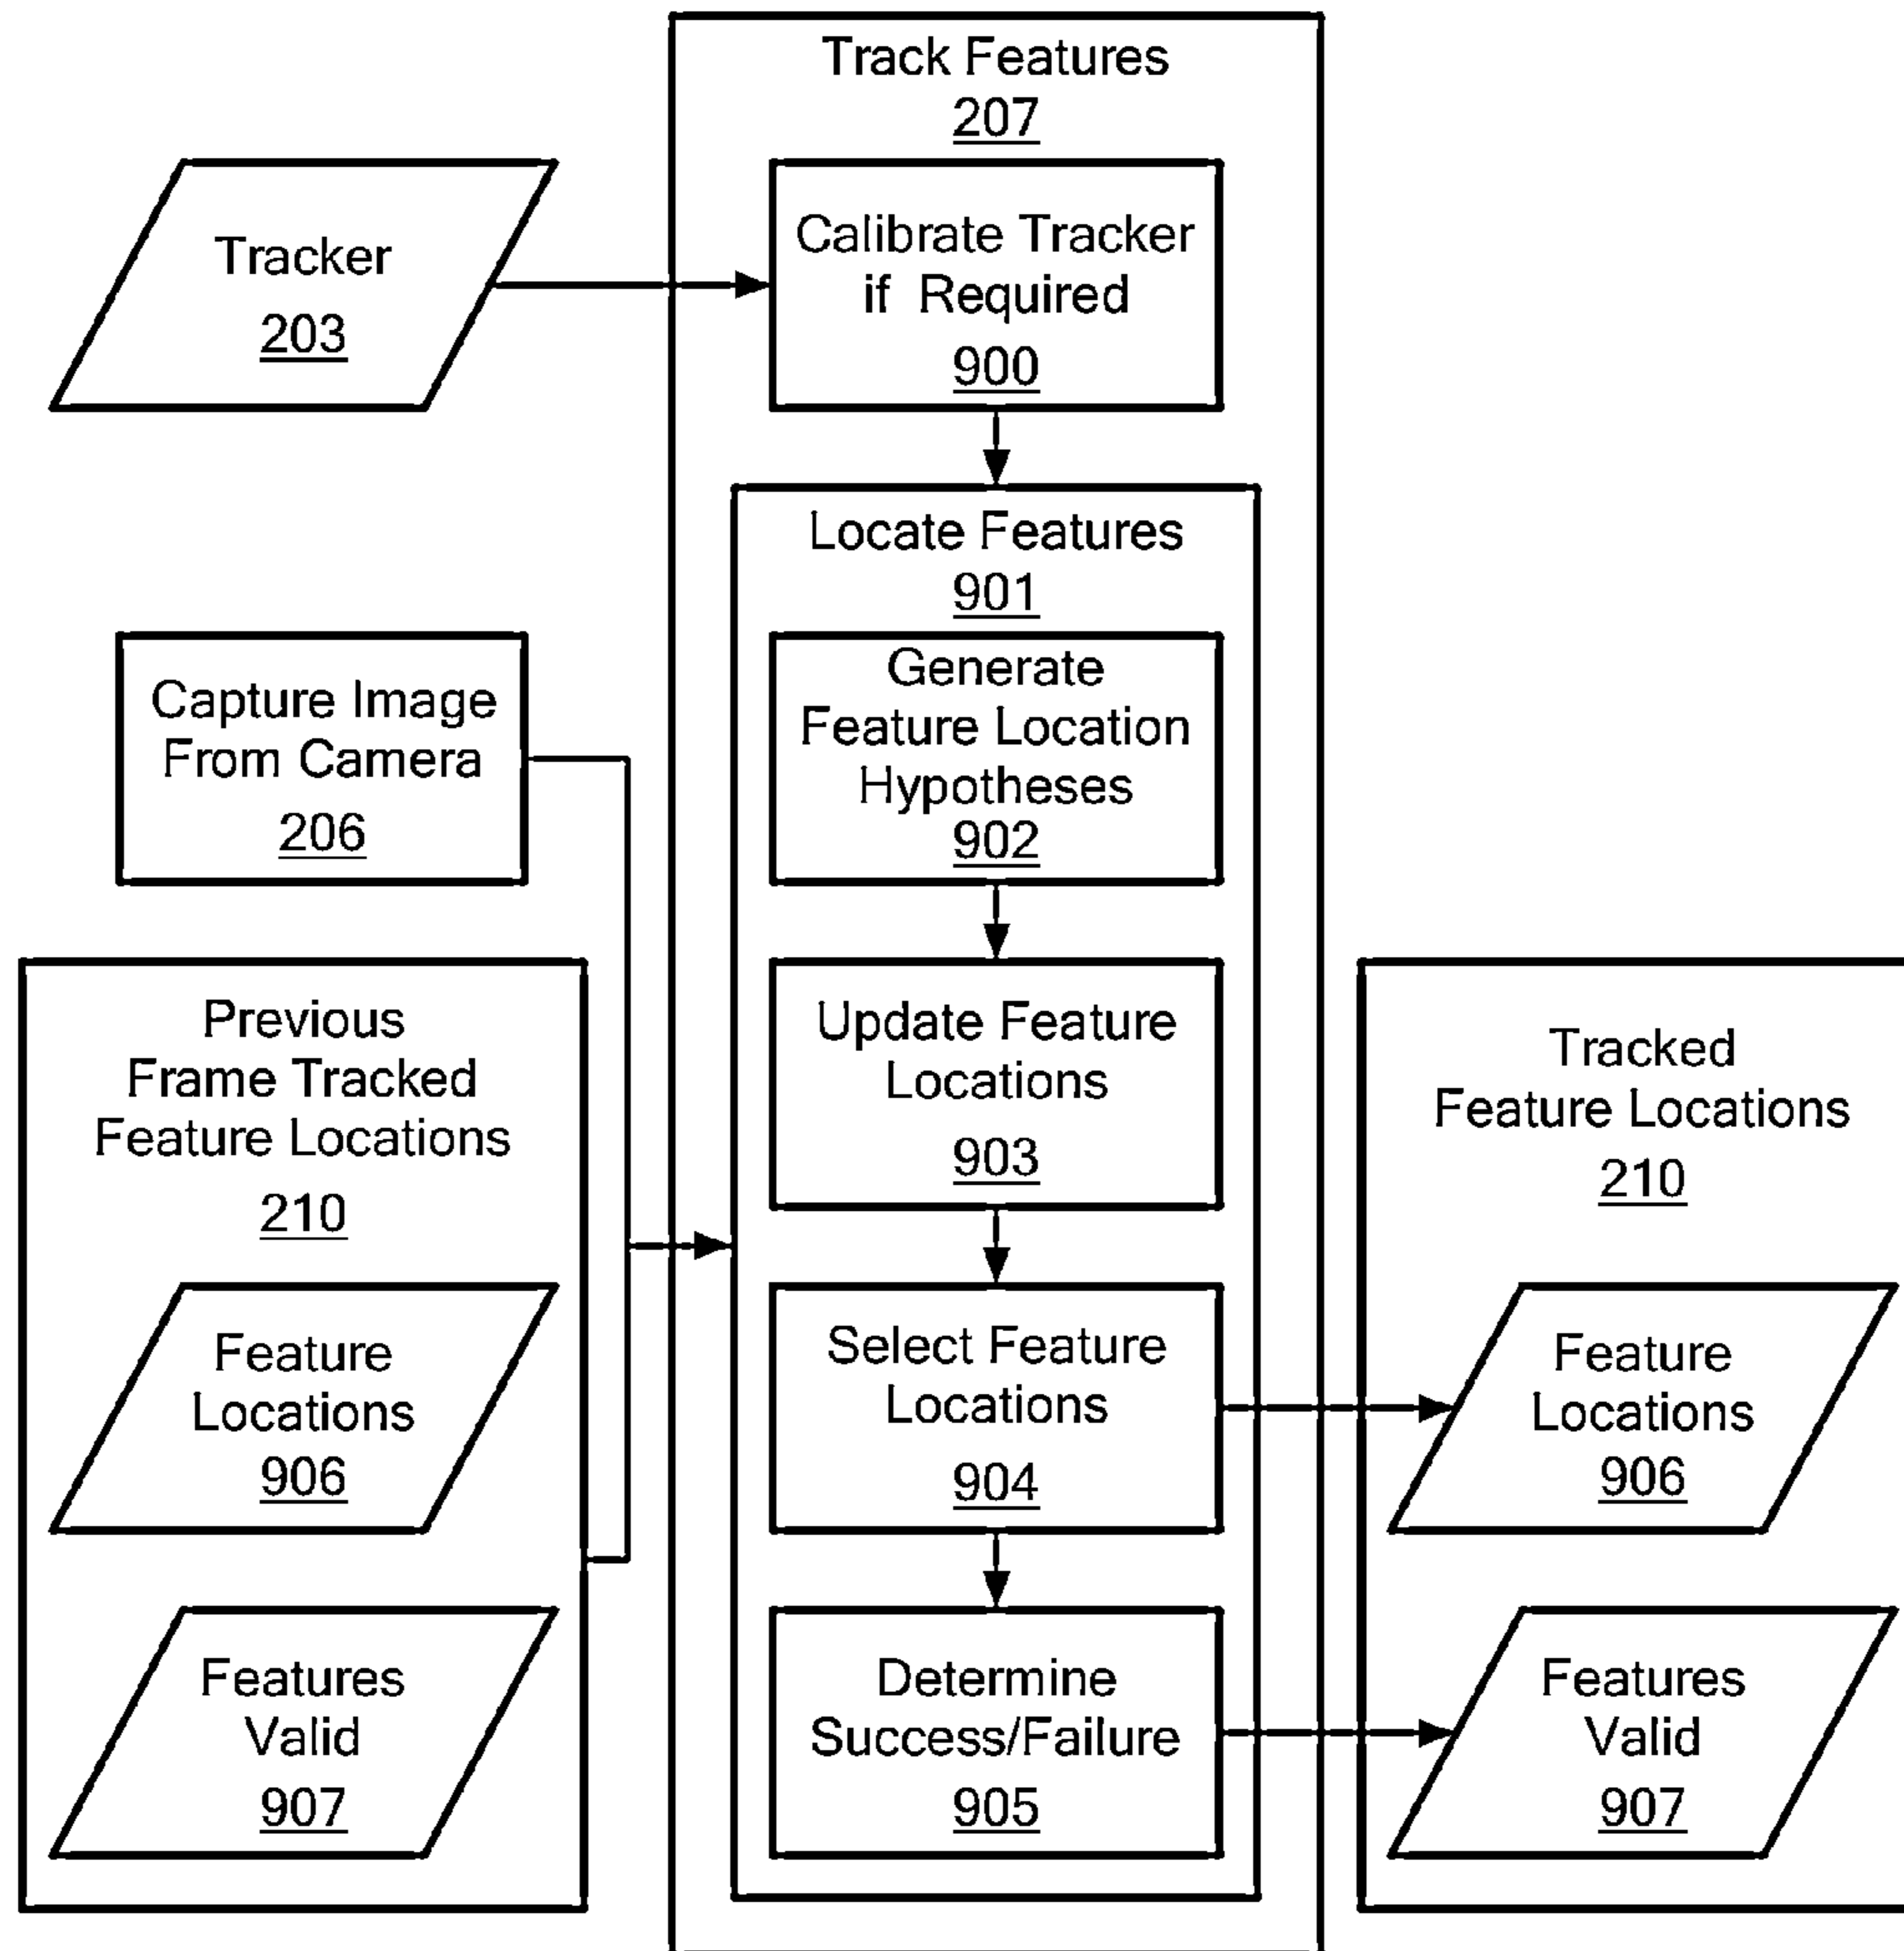 Track Features
207
Tracker
203
Calibrate Tracker
if Required
900
Locate Features
901
Capture Image
From Camera
206
Generate
Feature Location
Hypotheses
902
Previous
Frame Tracked
Feature Locations
210
Feature
Locations
906
Features
Valid
907
Update Feature
Locations
903
Select Feature
Locations
904
Determine
Success/Failure
905
Tracked
Feature Locations
210
Feature
Locations
906
Features
Valid
907